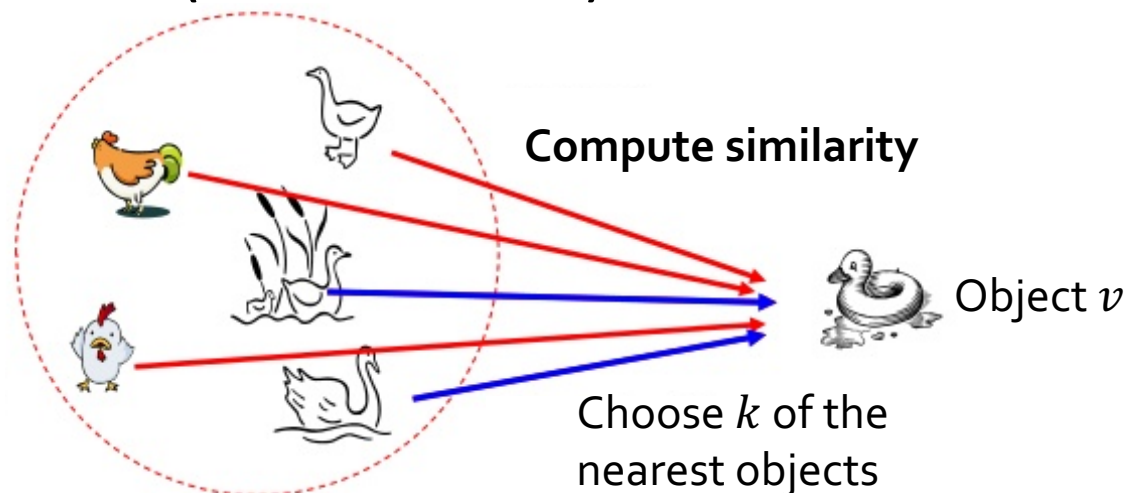 Compute similarity
Object 𝑣
Choose 𝑘 of the
nearest objects